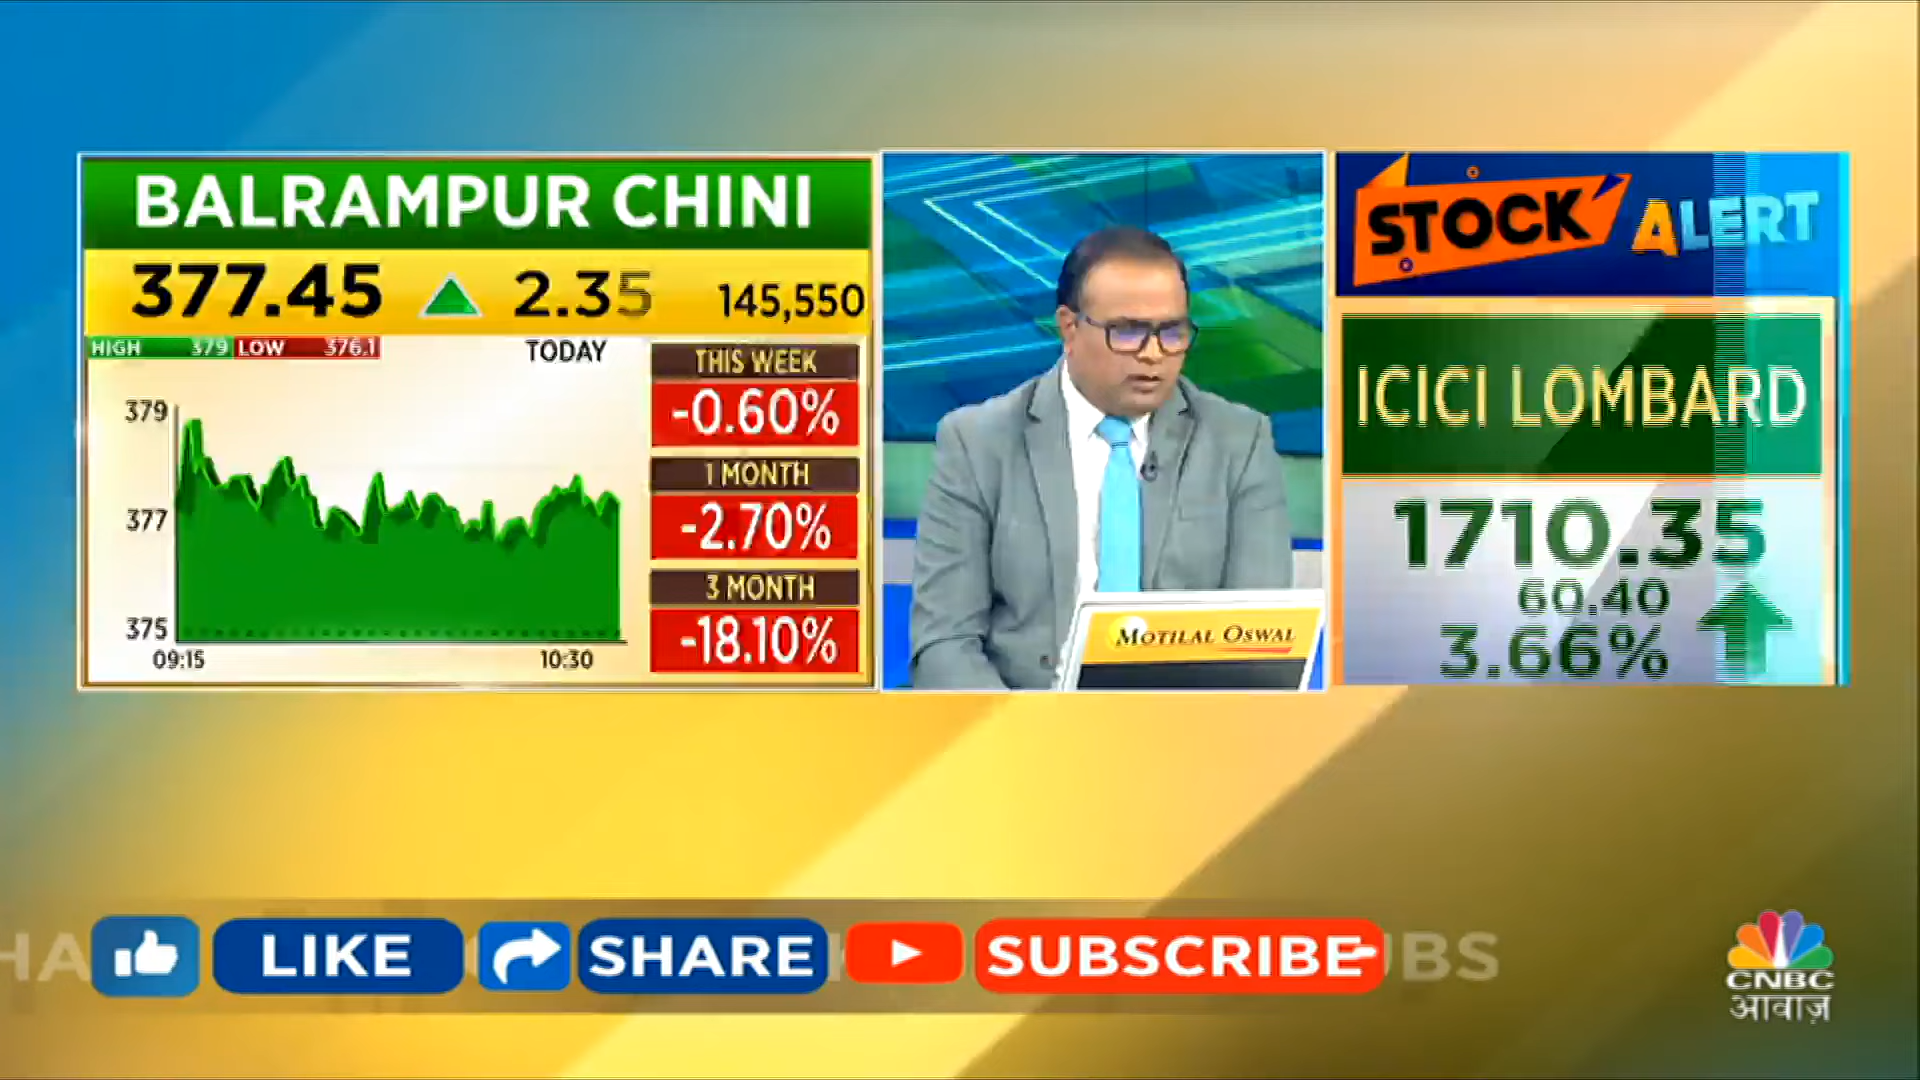 BALRAMPUR CHINI
377.45 2.35 145,550
HIGH 379 LOW 376.1
TODAY
379
377
375
09:15 10:30
THIS WEEK
-0.60%
1 MONTH
-2.70%
3 MONTH
-18.10%
MOTILAL OSWAL
STOCK ALERT
ICICI LOMBARD
1710.35
60.40
3.66%
HA LIKE SHARE SUBSCRIBE UBS
CNBC
आवाज़